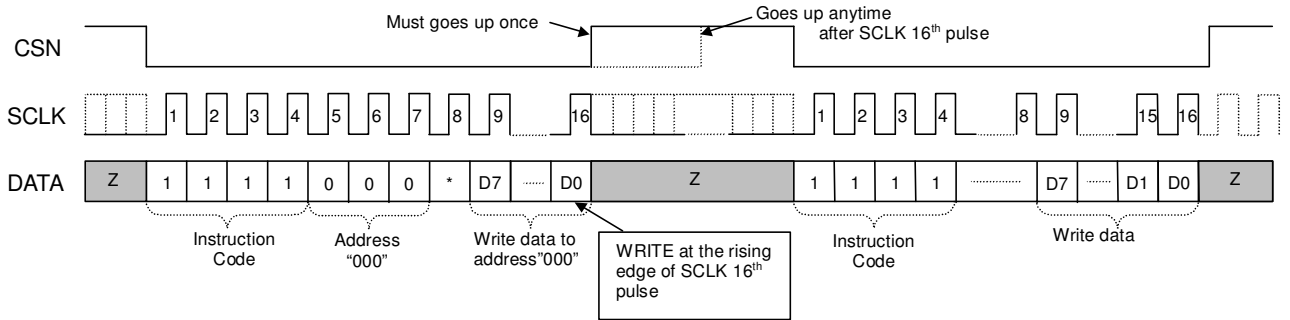 Must goes up once
Goes up anytime
after SCLK 16th pulse
CSN
SCLK 1 2 3 4 5 6 7 8 9 16 1 2 3 4 8 9 15 16
DATA Z 1 1 1 1 0 0 0 * D7 ...... D0 Z 1 1 1 1 ............. D7 ...... D1 D0 Z
Instruction
Code
Address
“000”
Write data to
address"000"
WRITE at the rising
edge of SCLK 16th
pulse
Instruction
Code
Write data